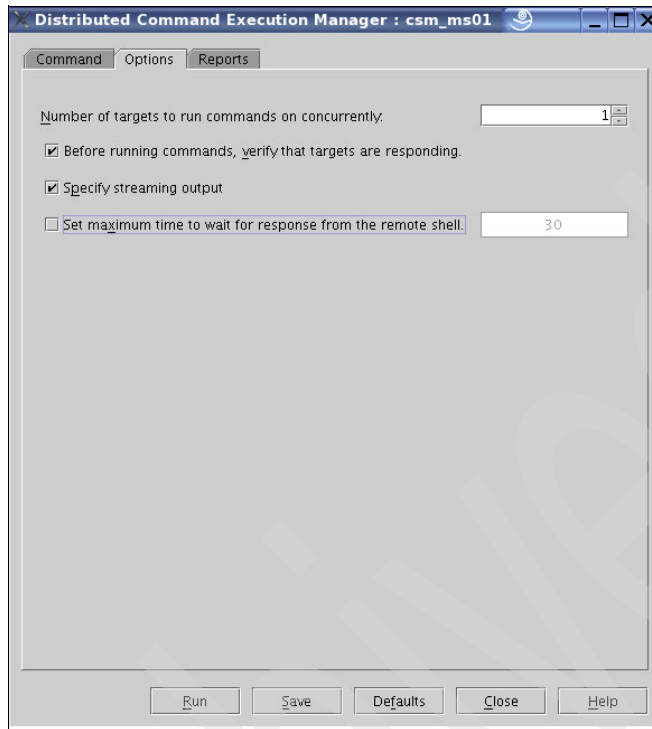 Distributed Command Execution Manager : csm_ms01
Command Options Reports
Number of targets to run commands on concurrently: 1
Before running commands, verify that targets are responding.
Specify streaming output
Set maximum time to wait for response from the remote shell. 30
Run Save Defaults Close Help